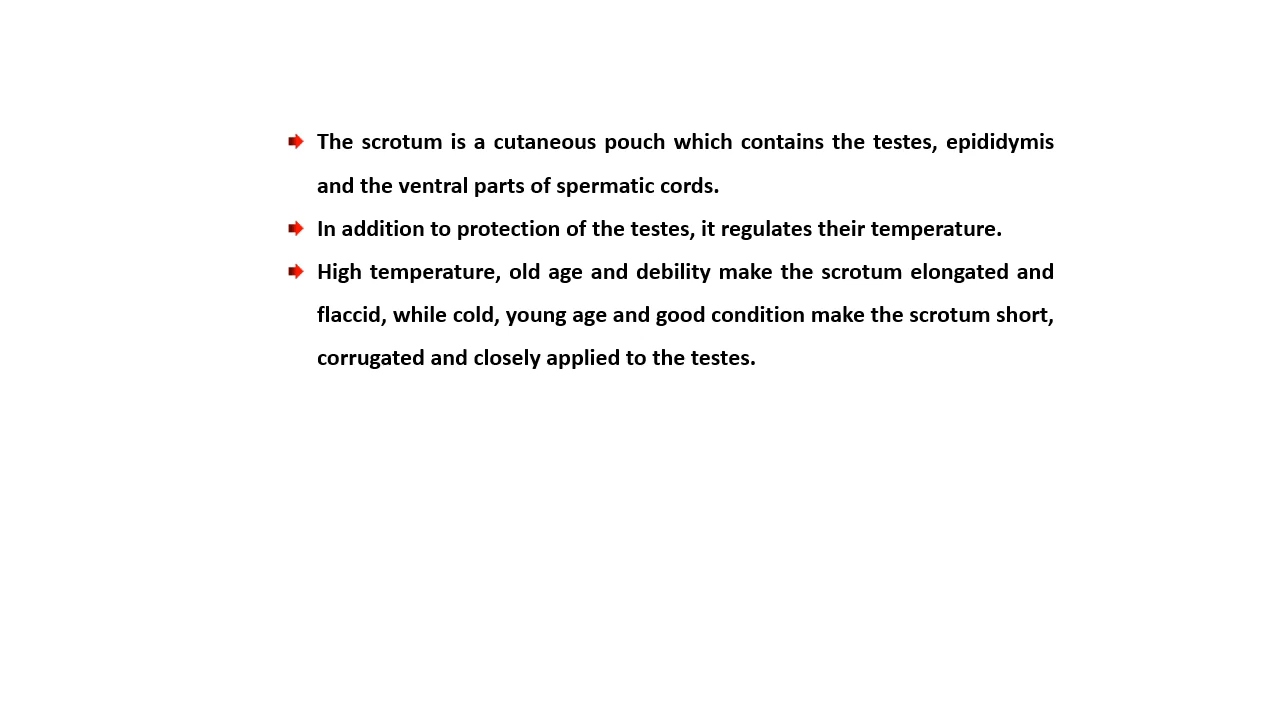 The scrotum is a cutaneous pouch which contains the testes, epididymis
and the ventral parts of spermatic cords.
In addition to protection of the testes, it regulates their temperature.
High temperature, old age and debility make the scrotum elongated and
flaccid, while cold, young age and good condition make the scrotum short,
corrugated and closely applied to the testes.